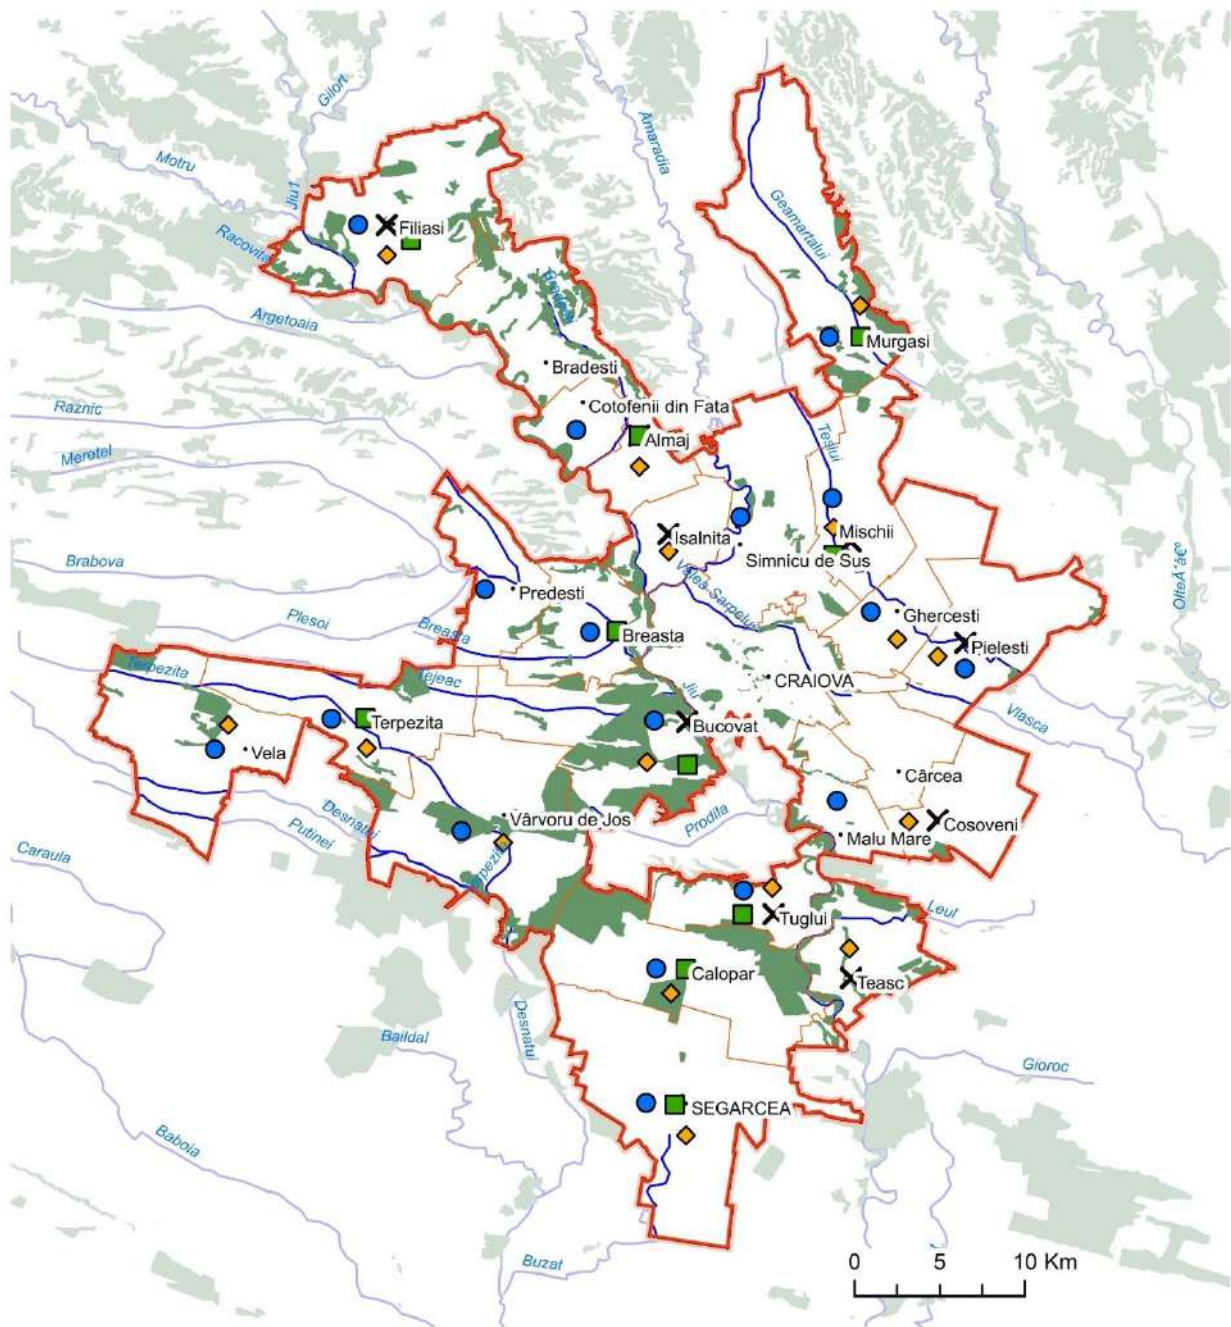 Gilort
Amaradia
Motru
Jiu1
Geamartalui
Filiasi
Racovita
Argetoaia
Murgasi
Bradesti
Raznic
Cotofenii din Fata
Teslui
Almaj
Meretel
Mischii
Isalnita
Simnicu de Sus
OlteÄ°â€º
Brabova
Valea Sarpelui
Predesti
Ghercesti
Plesoi
Breasta
Breasta
Pielesti
Terpezita
Tejeac
CRAIOVA
Jiu
Vlasca
Terpezita
Bucovat
Vela
Cârcea
Desnatui
Vârvoru de Jos
Prodila
Cosoveni
Putinei
Malu Mare
Caraula
Leul
Tuglui
Calopar
Teasc
Desnatui
Baildal
Gioroc
SEGARCEA
Baboia
Buzat
0 5 10 Km